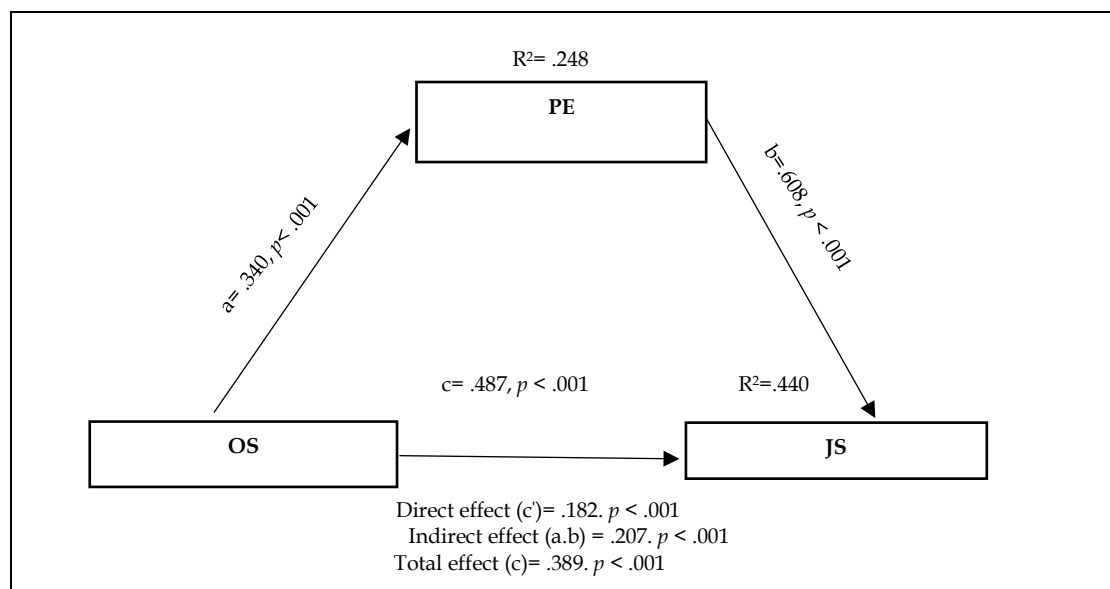 R²= .248
PE
a= .340, p< .001
b=.608, p < .001
c= .487, p < .001
R²=.440
OS
JS
Direct effect (c')= .182. p < .001
Indirect effect (a.b) = .207. p < .001
Total effect (c)= .389. p < .001